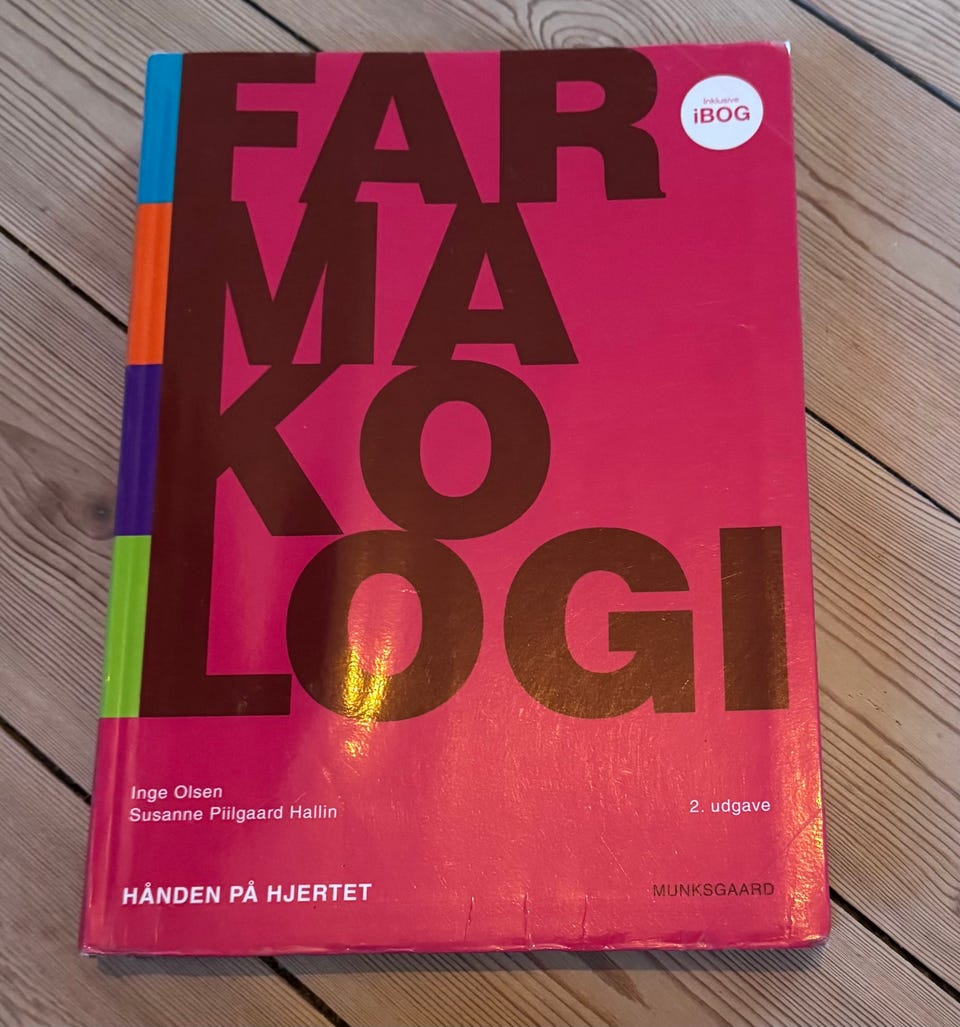 FAR
MA
KO
LOGI
Inklusive
iBOG
Inge Olsen
Susanne Piilgaard Hallin
2. udgave
HÅNDEN PÅ HJERTET
MUNKSGAARD